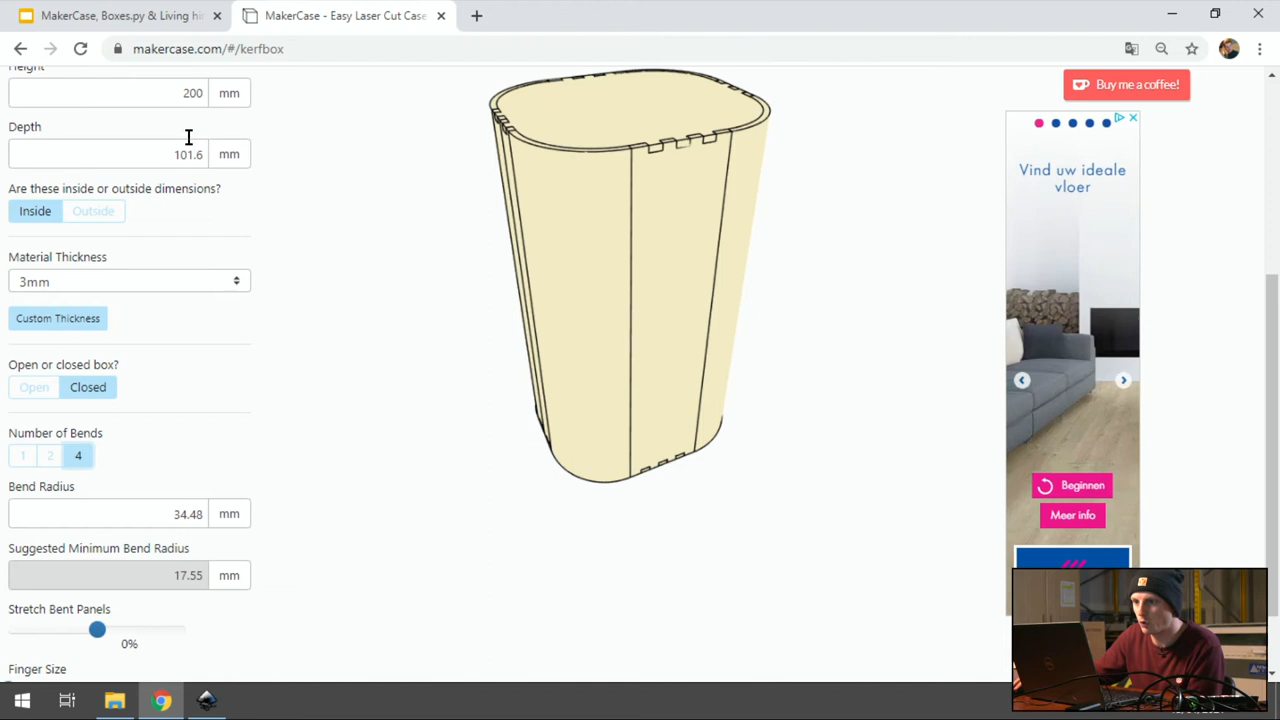 MakerCase, Boxes.py & Living hi
MakerCase - Easy Laser Cut Case
makercase.com/#/kerfbox
Height
200 mm
Depth
101.6 mm
Are these inside or outside dimensions?
Inside Outside
Material Thickness
3mm
Custom Thickness
Open or closed box?
Open Closed
Number of Bends
1 2 4
Bend Radius
34.48 mm
Suggested Minimum Bend Radius
17.55 mm
Stretch Bent Panels
0%
Finger Size
Buy me a coffee!
Vind uw ideale
vloer
Beginnen
Meer info